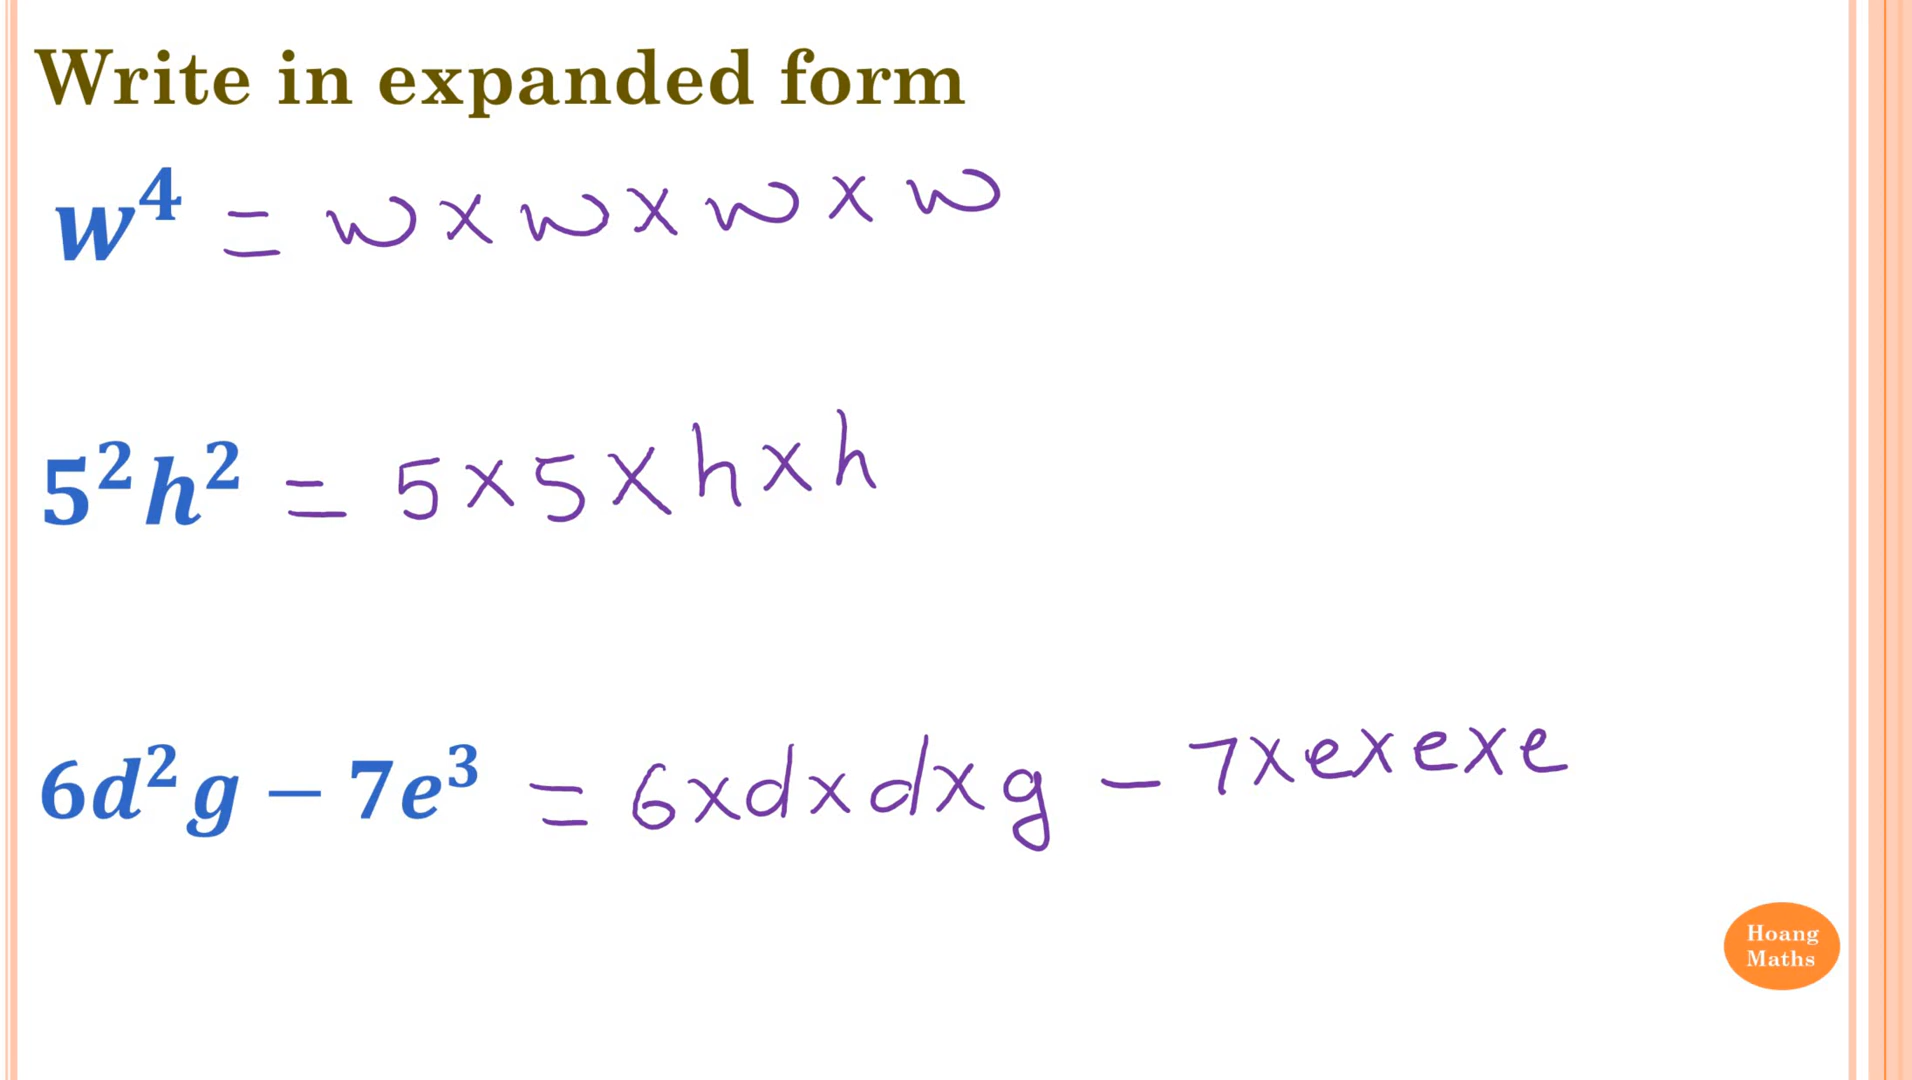 Write in expanded form
w⁴ = w × w × w × w
5²h² = 5 × 5 × h × h
6d²g − 7e³ = 6 × d × d × g − 7 × e × e × e
Hoang
Maths